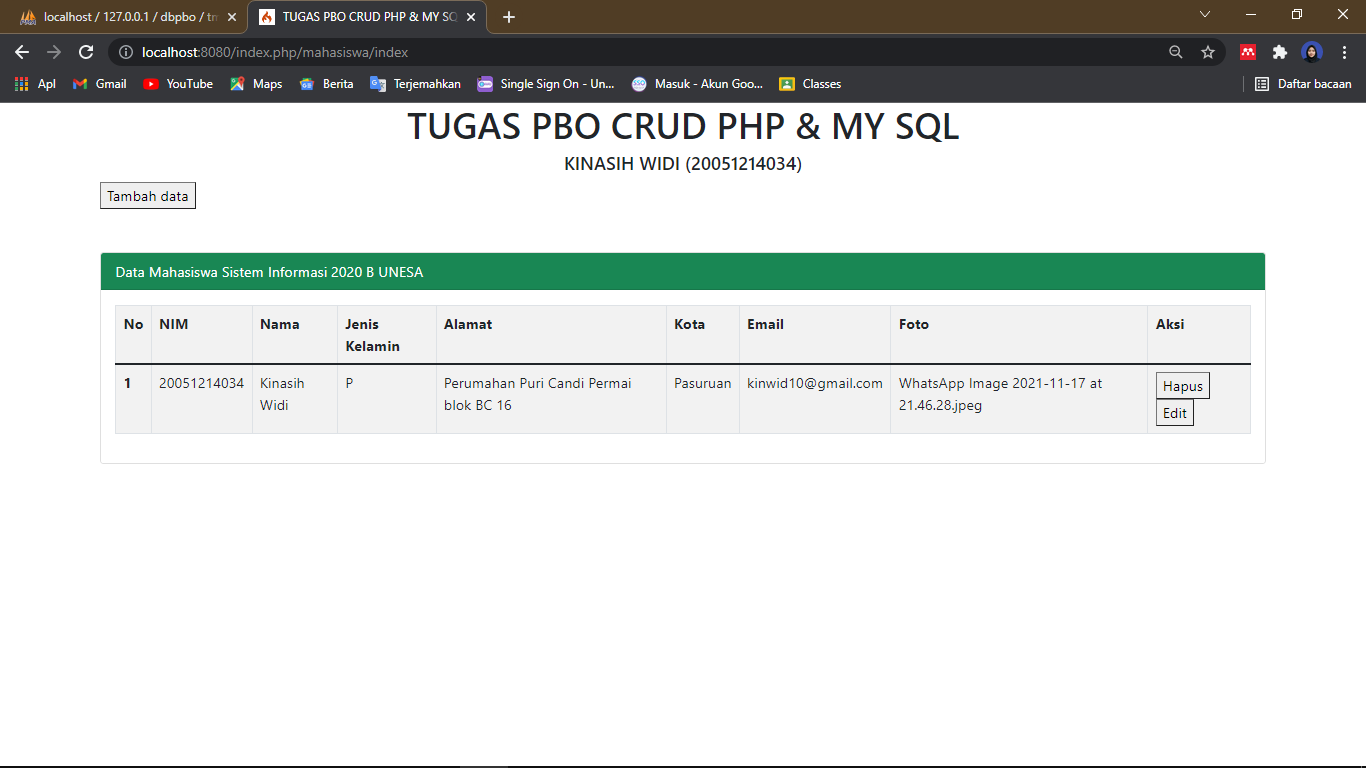 localhost / 127.0.0.1 / dbpbo / tm
TUGAS PBO CRUD PHP & MY SQ
localhost:8080/index.php/mahasiswa/index
Apl Gmail YouTube Maps Berita Terjemahkan Single Sign On - Un... Masuk - Akun Goo... Classes Daftar bacaan
TUGAS PBO CRUD PHP & MY SQL
KINASIH WIDI (20051214034)
Tambah data
Data Mahasiswa Sistem Informasi 2020 B UNESA
No NIM Nama Jenis Kelamin Alamat Kota Email Foto Aksi
1 20051214034 Kinasih Widi P Perumahan Puri Candi Permai blok BC 16 Pasuruan kinwid10@gmail.com WhatsApp Image 2021-11-17 at 21.46.28.jpeg Hapus
Edit